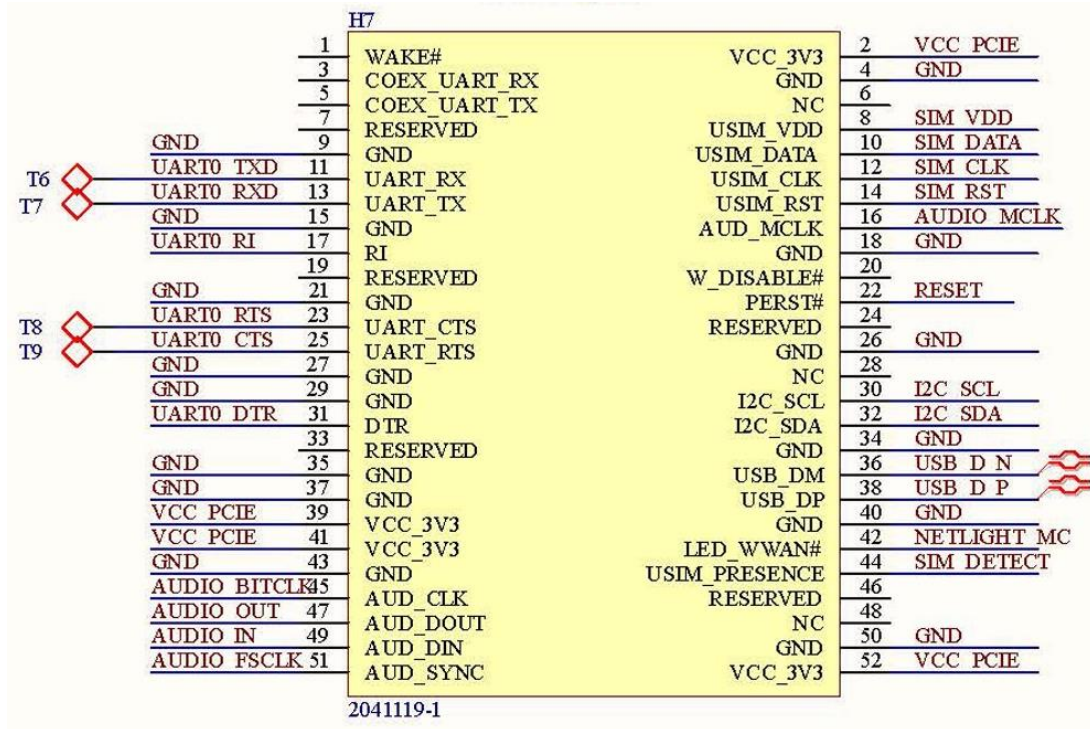 H7
1 WAKE# VCC_3V3 2 VCC PCIE
3 COEX_UART_RX GND 4 GND
5 COEX_UART_TX NC 6
7 RESERVED USIM_VDD 8 SIM VDD
GND 9 GND USIM_DATA 10 SIM DATA
T6 UART0 TXD 11 UART_RX USIM_CLK 12 SIM CLK
T7 UART0 RXD 13 UART_TX USIM_RST 14 SIM RST
GND 15 GND AUD_MCLK 16 AUDIO MCLK
UART0 RI 17 RI GND 18 GND
19 RESERVED W_DISABLE# 20
GND 21 GND PERST# 22 RESET
T8 UART0 RTS 23 UART_CTS RESERVED 24
T9 UART0 CTS 25 UART_RTS GND 26 GND
GND 27 GND NC 28
GND 29 GND I2C_SCL 30 I2C SCL
UART0 DTR 31 DTR I2C_SDA 32 I2C SDA
33 RESERVED GND 34 GND
GND 35 GND USB_DM 36 USB D N
GND 37 GND USB_DP 38 USB D P
VCC PCIE 39 VCC_3V3 GND 40 GND
VCC PCIE 41 VCC_3V3 LED_WWAN# 42 NETLIGHT MC
GND 43 GND USIM_PRESENCE 44 SIM DETECT
AUDIO BITCLK 45 AUD_CLK RESERVED 46
AUDIO OUT 47 AUD_DOUT NC 48
AUDIO IN 49 AUD_DIN GND 50 GND
AUDIO FSCLK 51 AUD_SYNC VCC_3V3 52 VCC PCIE
2041119-1